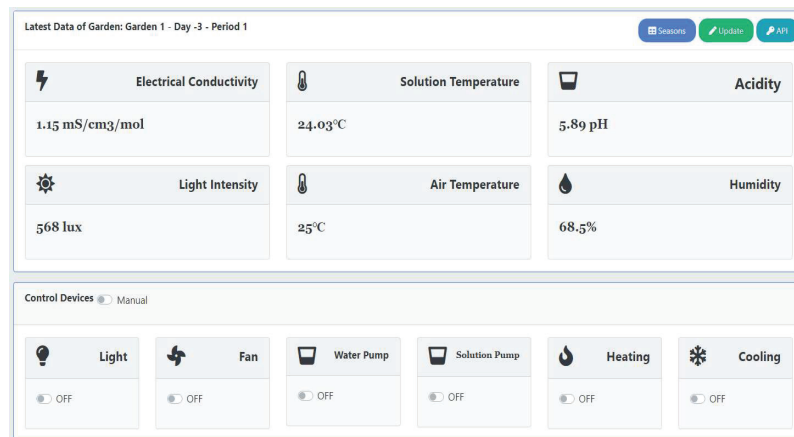 Latest Data of Garden: Garden 1 - Day -3 - Period 1
Seasons
Update
API
Electrical Conductivity
Solution Temperature
Acidity
1.15 mS/cm3/mol
24.03°C
5.89 pH
Light Intensity
Air Temperature
Humidity
568 lux
25°C
68.5%
Control Devices
Manual
Light
Fan
Water Pump
Solution Pump
Heating
Cooling
OFF
OFF
OFF
OFF
OFF
OFF